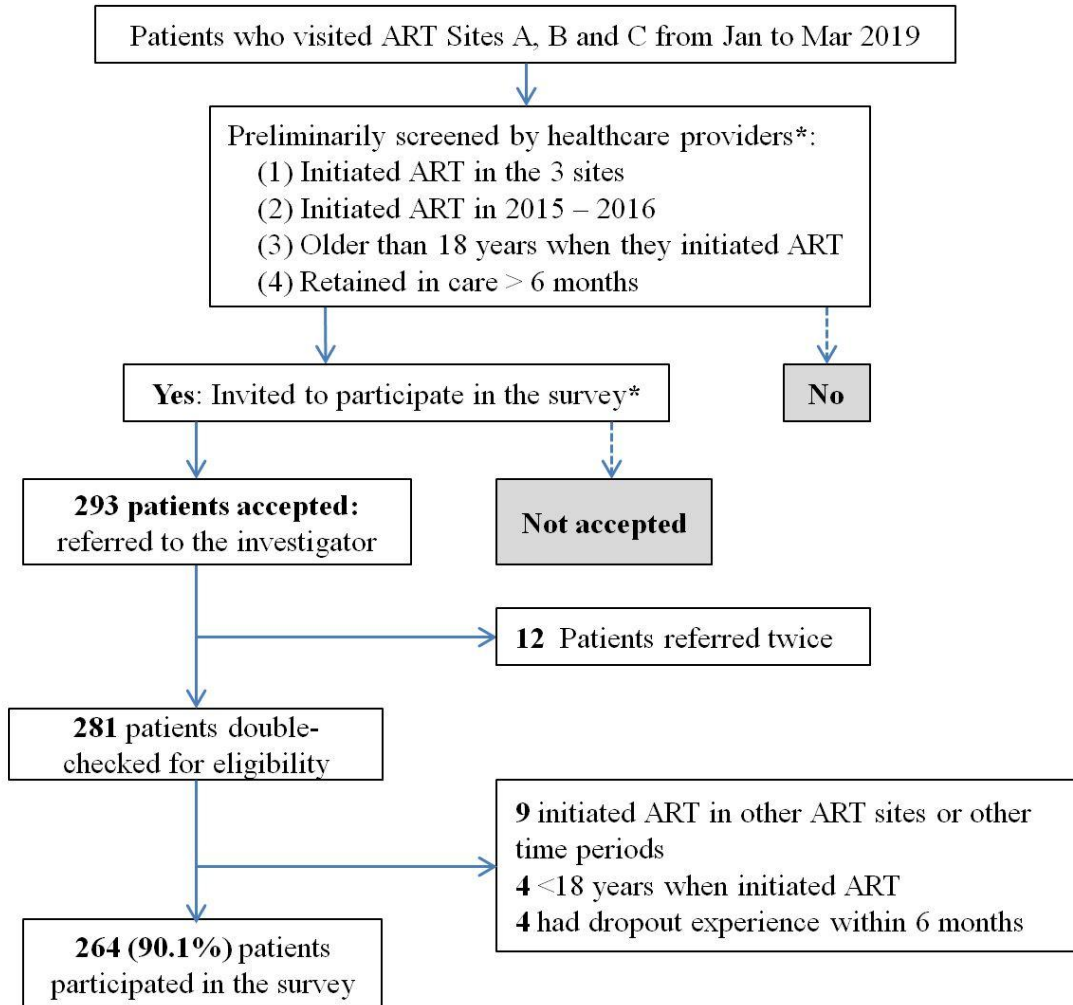 Patients who visited ART Sites A, B and C from Jan to Mar 2019
Preliminarily screened by healthcare providers*:
(1) Initiated ART in the 3 sites
(2) Initiated ART in 2015 – 2016
(3) Older than 18 years when they initiated ART
(4) Retained in care > 6 months
Yes: Invited to participate in the survey*
No
293 patients accepted:
referred to the investigator
Not accepted
12 Patients referred twice
281 patients double-
checked for eligibility
9 initiated ART in other ART sites or other
time periods
4 <18 years when initiated ART
4 had dropout experience within 6 months
264 (90.1%) patients
participated in the survey